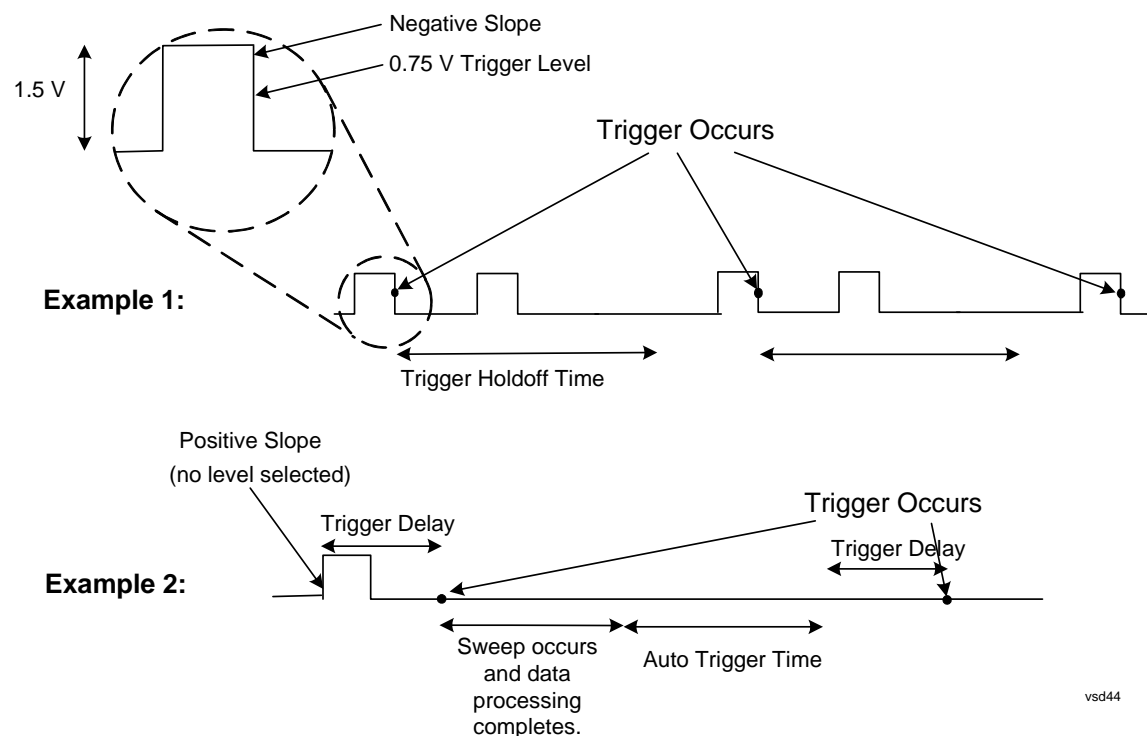 Negative Slope
0.75 V Trigger Level
1.5 V
Trigger Occurs
Example 1:
Trigger Holdoff Time
Positive Slope
(no level selected)
Trigger Delay
Trigger Occurs
Trigger Delay
Example 2:
Sweep occurs
and data
processing
completes.
Auto Trigger Time
vsd44